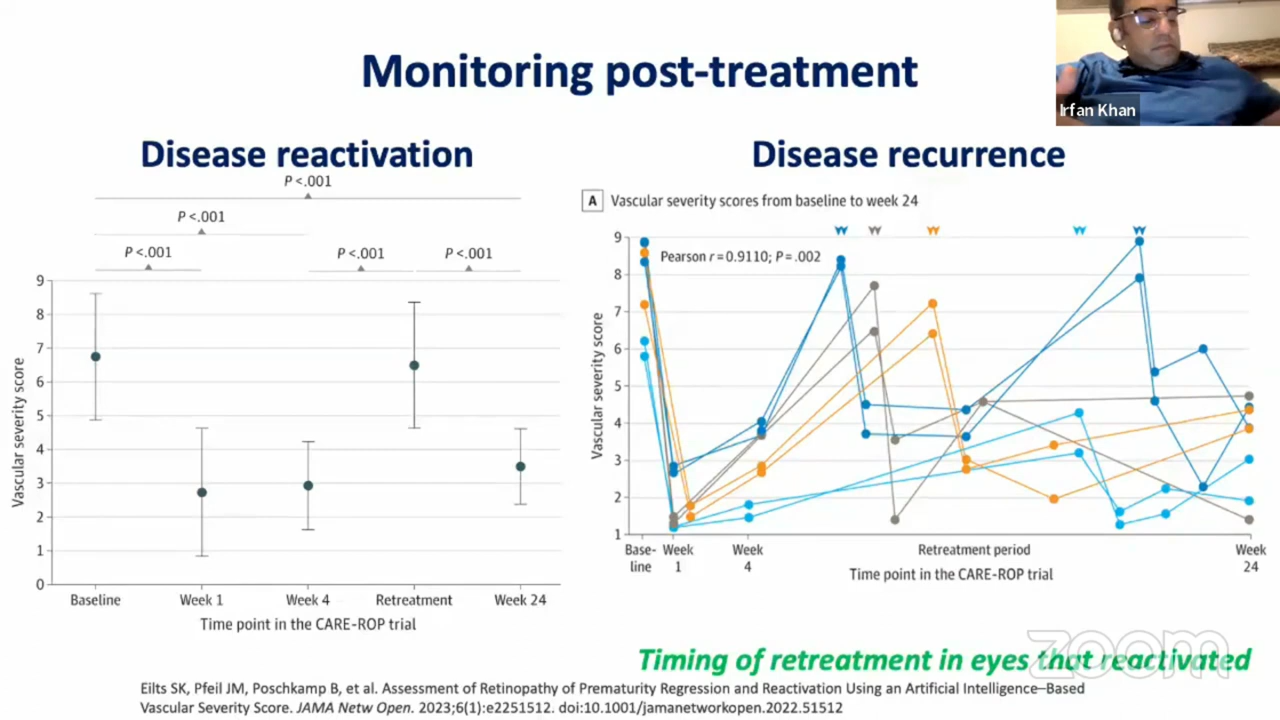 Monitoring post-treatment
Irfan Khan
Disease reactivation
P <.001
P <.001
P <.001
P <.001
P <.001
9
8
7
6
5
4
3
2
1
0
Vascular severity score
Baseline
Week 1
Week 4
Retreatment
Week 24
Time point in the CARE-ROP trial
Disease recurrence
A Vascular severity scores from baseline to week 24
Pearson r = 0.9110; P = .002
9
8
7
6
5
4
3
2
1
Vascular severity score
Base-
line
Week
1
Week
4
Retreatment period
Week
24
Time point in the CARE-ROP trial
zoom
Timing of retreatment in eyes that reactivated
Eilts SK, Pfeil JM, Poschkamp B, et al. Assessment of Retinopathy of Prematurity Regression and Reactivation Using an Artificial Intelligence–Based
Vascular Severity Score. JAMA Netw Open. 2023;6(1):e2251512. doi:10.1001/jamanetworkopen.2022.51512